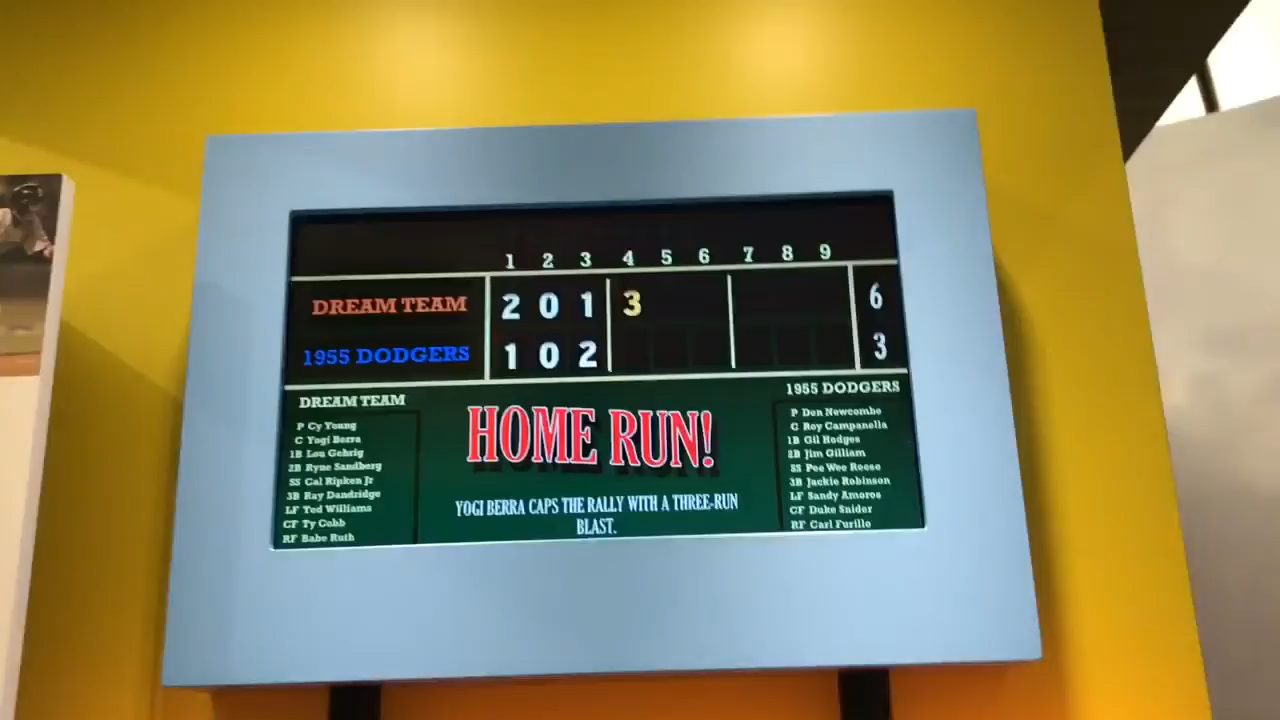 1 2 3 4 5 6 7 8 9
DREAM TEAM 2 0 1 3 6
1955 DODGERS 1 0 2 3
DREAM TEAM
P Cy Young
C Yogi Berra
1B Lou Gehrig
2B Ryne Sandberg
SS Cal Ripken Jr
3B Ray Dandridge
LF Ted Williams
CF Ty Cobb
RF Babe Ruth
HOME RUN!
YOGI BERRA CAPS THE RALLY WITH A THREE-RUN
BLAST.
1955 DODGERS
P Don Newcombe
C Roy Campanella
1B Gil Hodges
2B Jim Gilliam
SS Pee Wee Reese
3B Jackie Robinson
LF Sandy Amoros
CF Duke Snider
RF Carl Furillo